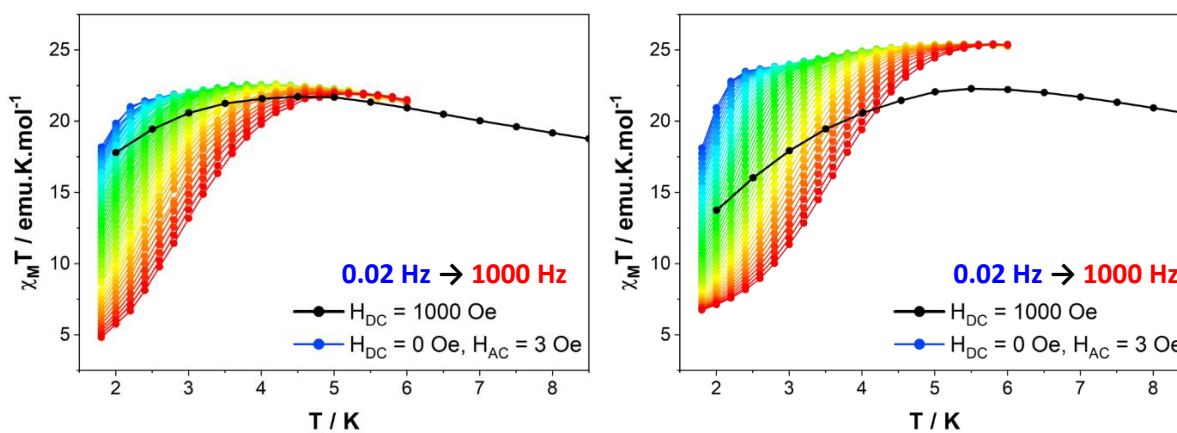 25
20
15
10
5
χMT / emu.K.mol-1
0.02 Hz → 1000 Hz
HDC = 1000 Oe
HDC = 0 Oe, HAC = 3 Oe
2 3 4 5 6 7 8
T / K
25
20
15
10
5
χMT / emu.K.mol-1
0.02 Hz → 1000 Hz
HDC = 1000 Oe
HDC = 0 Oe, HAC = 3 Oe
2 3 4 5 6 7 8
T / K